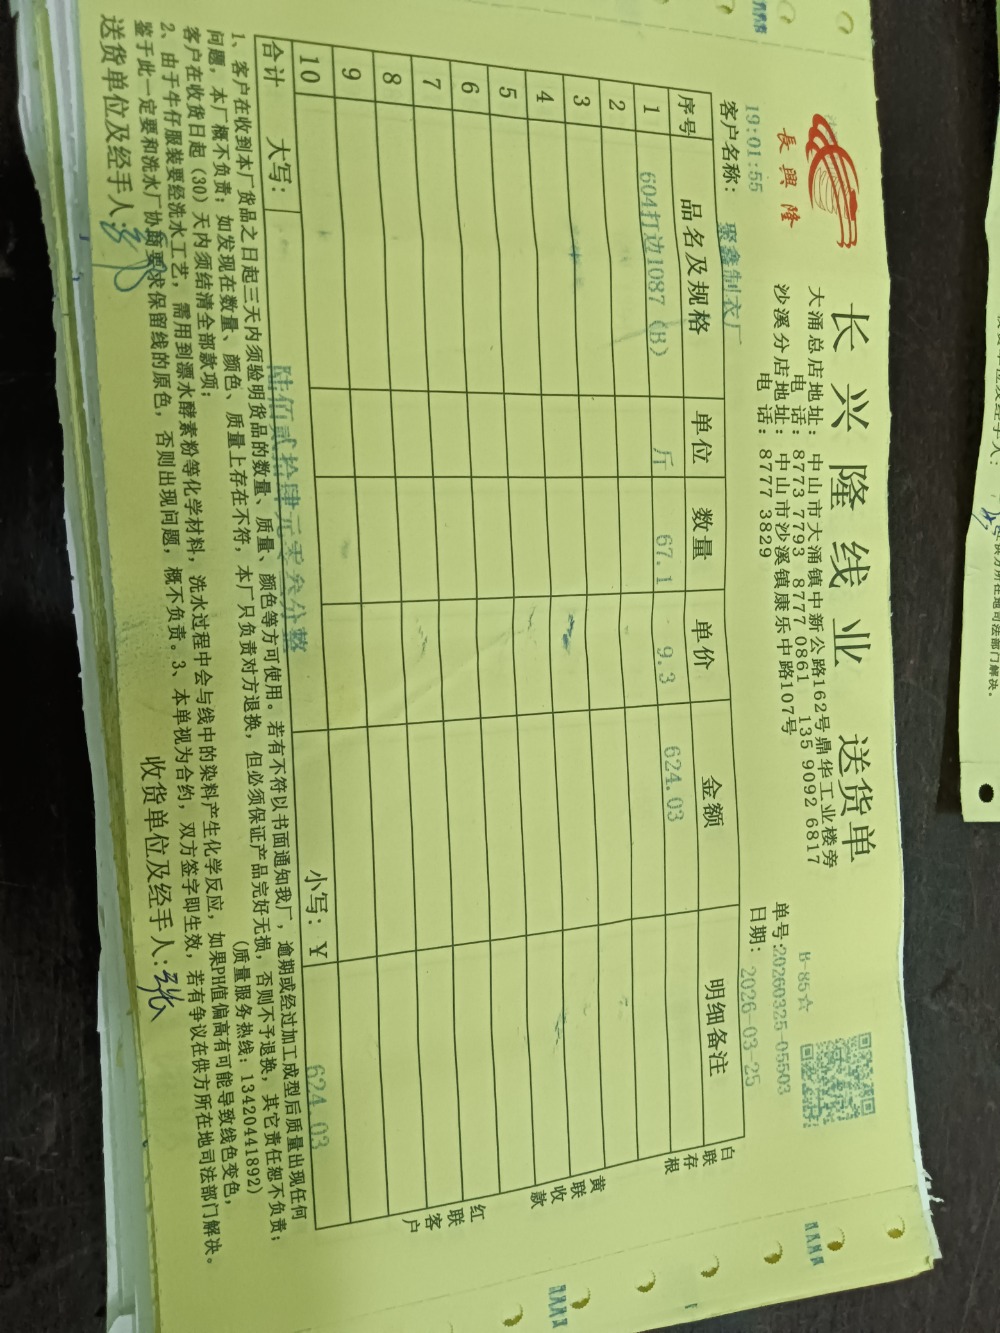 长兴隆线业 送货单
長興隆
大涌总店地址：中山市大涌镇中新公路162号鼎华工业楼旁
电话：8773 7793 8777 0861 135 9092 6817
沙溪分店地址：中山市沙溪镇康乐中路107号
电话：8777 3829
B-85☆
单号:20260325-05503
19:01:55
日期：2026-03-25
客户名称：聚鑫制衣厂
序号 品名及规格 单位 数量 单价 金额 明细备注
1 604打边1087（B） 斤 67.1 9.3 624.03
2
3
4
5
6
7
8
9
10
合计 大写：陆佰贰拾肆元零叁分整 小写：￥ 624.03
白联存根
黄联收款
红联客户
1、客户在收到本厂货品之日起三天内须验明货品的数量、质量、颜色等方可使用。若有不符以书面通知我厂，逾期或经过加工成型后质量出现任何
问题，本厂概不负责；如发现在数量、颜色、质量上存在不符，本厂只负责对方退换，但必须保证产品完好无损，否则不予退换，其它责任恕不负责；
客户在收货日起（30）天内须结清全部款项； (质量服务热线：13420441892)
2、由于牛仔服装要经洗水工艺，需用到漂水酵素粉等化学材料，洗水过程中会与线中的染料产生化学反应，如果PH值偏高有可能导致线色变色，
鉴于此一定要和洗水厂协商要求保留线的原色，否则出现问题，概不负责。3、本单视为合约，双方签字即生效，若有争议在供方所在地司法部门解决。
送货单位及经手人：
收货单位及经手人：张